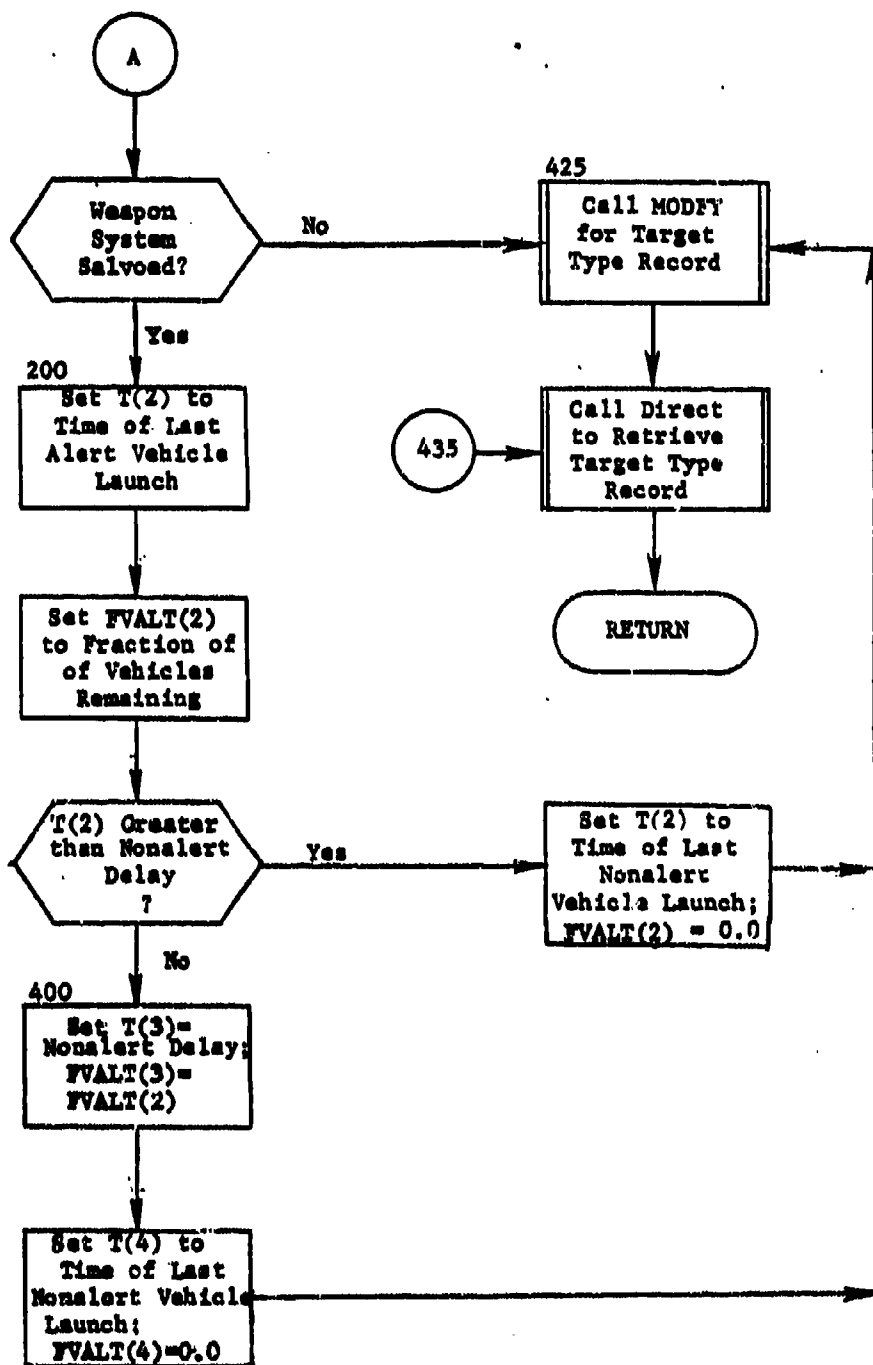 A
Weapon
System
Salvoed?
No
Yes
200
Set T(2) to
Time of Last
Alert Vehicle
Launch
Set FVALT(2)
to Fraction of
of Vehicles
Remaining
T(2) Greater
than Nonalert
Delay
?
Yes
No
400
Set T(3)=
Nonalert Delay;
FVALT(3)=
FVALT(2)
Set T(4) to
Time of Last
Nonalert Vehicle
Launch;
FVALT(4)=0.0
425
Call MODFY
for Target
Type Record
435
Call Direct
to Retrieve
Target Type
Record
RETURN
Set T(2) to
Time of Last
Nonalert
Vehicle Launch;
FVALT(2) = 0.0